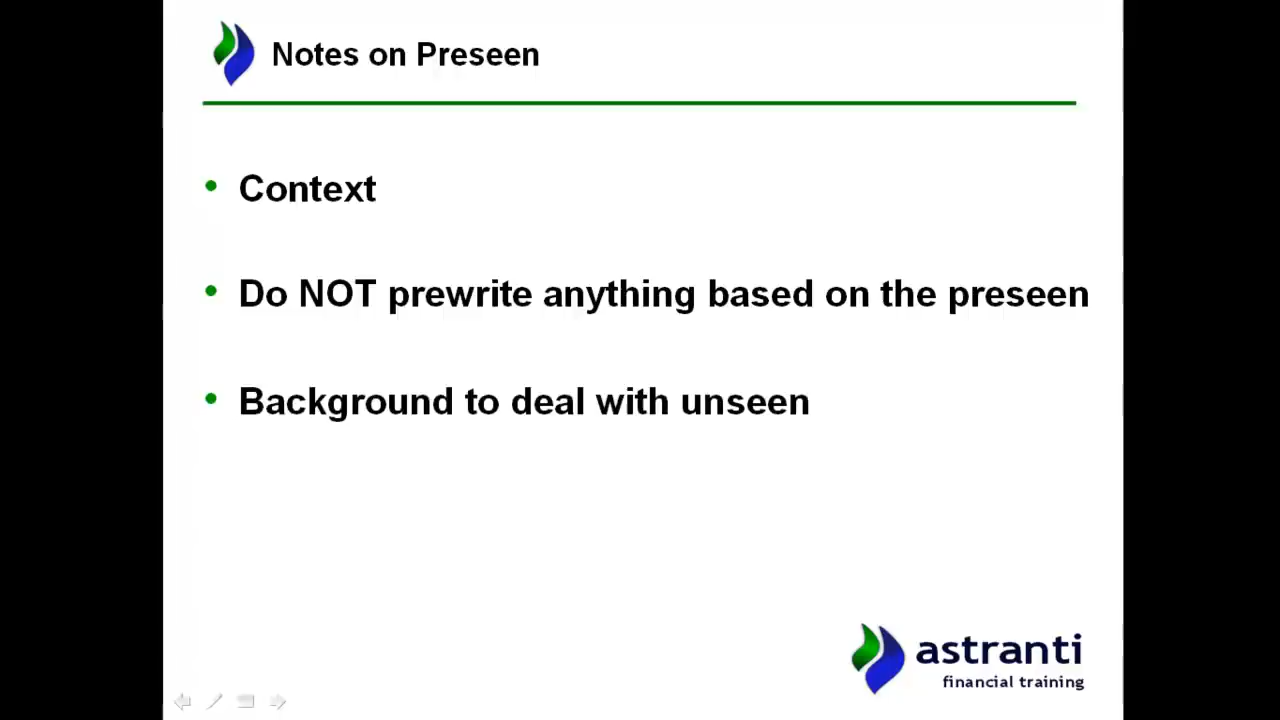 Notes on Preseen
Context
Do NOT prewrite anything based on the preseen
Background to deal with unseen
astranti
financial training